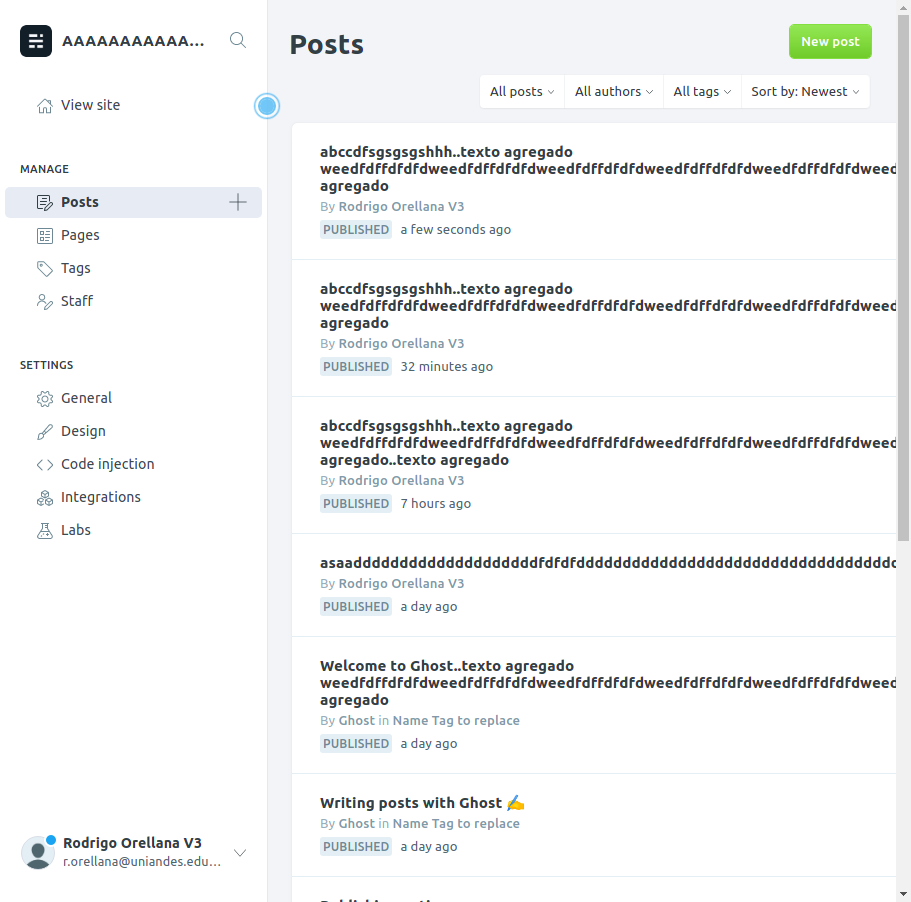 AAAAAAAAAAA...
View site
MANAGE
Posts
Pages
Tags
Staff
SETTINGS
General
Design
Code injection
Integrations
Labs
Rodrigo Orellana V3
r.orellana@uniandes.edu...
Posts
New post
All posts
All authors
All tags
Sort by: Newest
abccdfsgsgsgshhh..texto agregado
weedfdffdfdfdweedfdffdfdfdweedfdffdfdfdweedfdffdfdfdweedfdffdfdfdweed
agregado
By Rodrigo Orellana V3
PUBLISHED a few seconds ago
abccdfsgsgsgshhh..texto agregado
weedfdffdfdfdweedfdffdfdfdweedfdffdfdfdweedfdffdfdfdweedfdffdfdfdweed
agregado
By Rodrigo Orellana V3
PUBLISHED 32 minutes ago
abccdfsgsgsgshhh..texto agregado
weedfdffdfdfdweedfdffdfdfdweedfdffdfdfdweedfdffdfdfdweedfdffdfdfdweed
agregado..texto agregado
By Rodrigo Orellana V3
PUBLISHED 7 hours ago
By Rodrigo Orellana V3
PUBLISHED a day ago
Welcome to Ghost..texto agregado
weedfdffdfdfdweedfdffdfdfdweedfdffdfdfdweedfdffdfdfdweedfdffdfdfdweed
agregado
By Ghost in Name Tag to replace
PUBLISHED a day ago
Writing posts with Ghost ✍️
By Ghost in Name Tag to replace
PUBLISHED a day ago